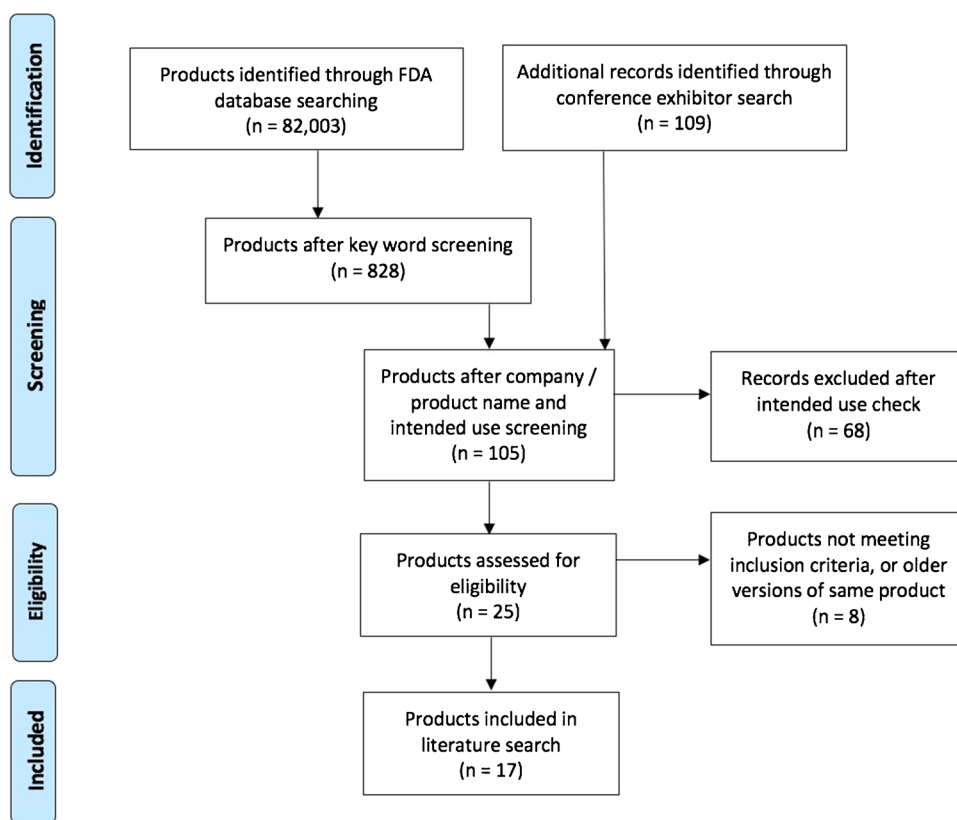 Identification
Products identified through FDA
database searching
(n = 82,003)
Additional records identified through
conference exhibitor search
(n = 109)
Screening
Products after key word screening
(n = 828)
Products after company /
product name and
intended use screening
(n = 105)
Records excluded after
intended use check
(n = 68)
Eligibility
Products assessed for
eligibility
(n = 25)
Products not meeting
inclusion criteria, or older
versions of same product
(n = 8)
Included
Products included in
literature search
(n = 17)